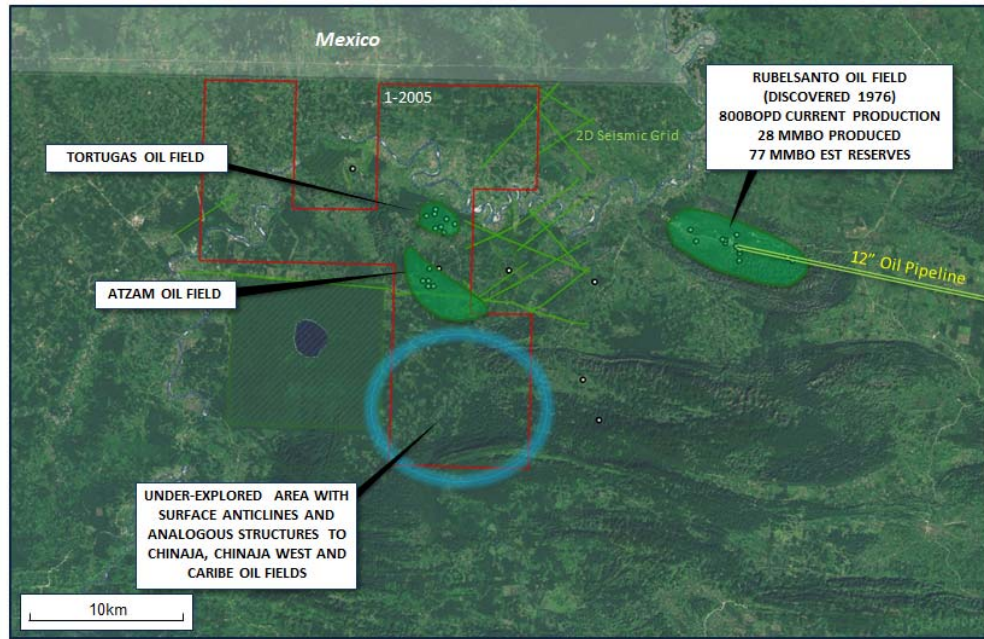 Mexico
1-2005
2D Seismic Grid
RUBELSANTO OIL FIELD
(DISCOVERED 1976)
800BOPD CURRENT PRODUCTION
28 MMBO PRODUCED
77 MMBO EST RESERVES
TORTUGAS OIL FIELD
12" Oil Pipeline
ATZAM OIL FIELD
UNDER-EXPLORED AREA WITH
SURFACE ANTICLINES AND
ANALOGOUS STRUCTURES TO
CHINAJA, CHINAJA WEST AND
CARIBE OIL FIELDS
10km